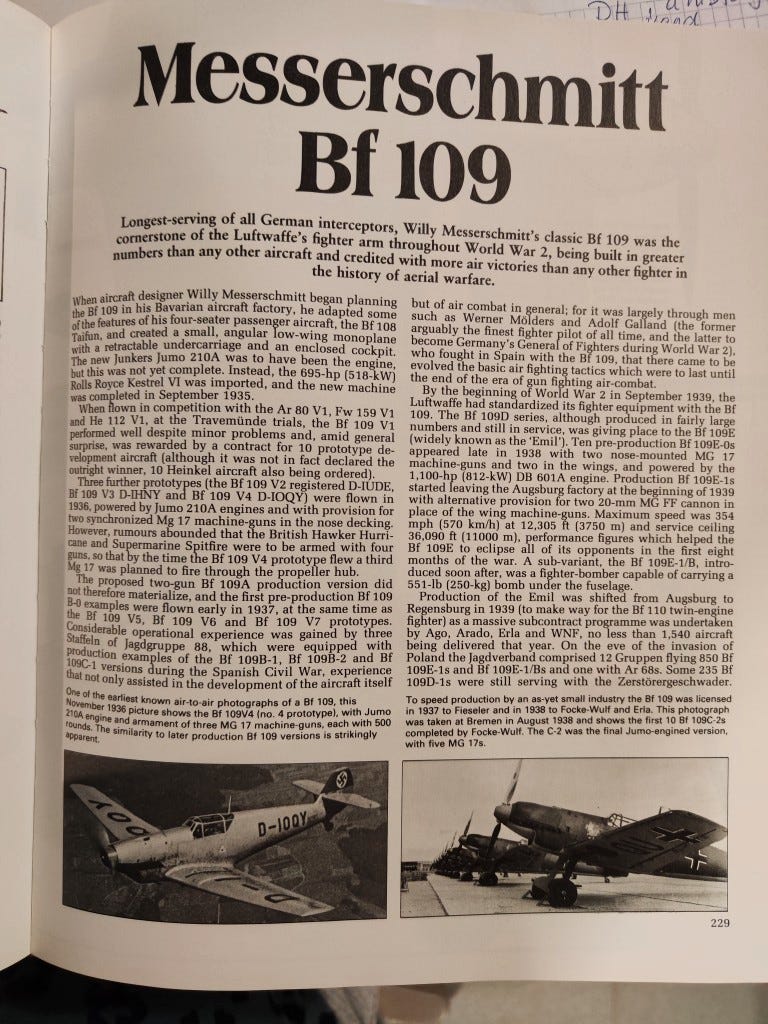 DH
Messerschmitt
Bf 109
Longest-serving of all German interceptors, Willy Messerschmitt's classic Bf 109 was the
cornerstone of the Luftwaffe's fighter arm throughout World War 2, being built in greater
numbers than any other aircraft and credited with more air victories than any other fighter in
the history of aerial warfare.
When aircraft designer Willy Messerschmitt began planning
the Bf 109 in his Bavarian aircraft factory, he adapted some
of the features of his four-seater passenger aircraft, the Bf 108
Taifun, and created a small, angular low-wing monoplane
with a retractable undercarriage and an enclosed cockpit.
The new Junkers Jumo 210A was to have been the engine,
but this was not yet complete. Instead, the 695-hp (518-kW)
Rolls Royce Kestrel VI was imported, and the new machine
was completed in September 1935.
When flown in competition with the Ar 80 V1, Fw 159 V1
and He 112 V1, at the Travemünde trials, the Bf 109 V1
performed well despite minor problems and, amid general
surprise, was rewarded by a contract for 10 prototype de-
velopment aircraft (although it was not in fact declared the
outright winner, 10 Heinkel aircraft also being ordered).
Three further prototypes (the Bf 109 V2 registered D-IUDE,
Bf 109 V3 D-IHNY and Bf 109 V4 D-IOQY) were flown in
1936, powered by Jumo 210A engines and with provision for
two synchronized Mg 17 machine-guns in the nose decking.
However, rumours abounded that the British Hawker Hurri-
cane and Supermarine Spitfire were to be armed with four
guns, so that by the time the Bf 109 V4 prototype flew a third
Mg 17 was planned to fire through the propeller hub.
The proposed two-gun Bf 109A production version did
not therefore materialize, and the first pre-production Bf 109
B-0 examples were flown early in 1937, at the same time as
the Bf 109 V5, Bf 109 V6 and Bf 109 V7 prototypes.
Considerable operational experience was gained by three
Staffeln of Jagdgruppe 88, which were equipped with
production examples of the Bf 109B-1, Bf 109B-2 and Bf
109C-1 versions during the Spanish Civil War, experience
that not only assisted in the development of the aircraft itself
but of air combat in general; for it was largely through men
such as Werner Mölders and Adolf Galland (the former
arguably the finest fighter pilot of all time, and the latter to
become Germany's General of Fighters during World War 2),
who fought in Spain with the Bf 109, that there came to be
evolved the basic air fighting tactics which were to last until
the end of the era of gun fighting air-combat.
By the beginning of World War 2 in September 1939, the
Luftwaffe had standardized its fighter equipment with the Bf
109. The Bf 109D series, although produced in fairly large
numbers and still in service, was giving place to the Bf 109E
(widely known as the 'Emil'). Ten pre-production Bf 109E-0s
appeared late in 1938 with two nose-mounted MG 17
machine-guns and two in the wings, and powered by the
1,100-hp (812-kW) DB 601A engine. Production Bf 109E-1s
started leaving the Augsburg factory at the beginning of 1939
with alternative provision for two 20-mm MG FF cannon in
place of the wing machine-guns. Maximum speed was 354
mph (570 km/h) at 12,305 ft (3750 m) and service ceiling
36,090 ft (11000 m), performance figures which helped the
Bf 109E to eclipse all of its opponents in the first eight
months of the war. A sub-variant, the Bf 109E-1/B, intro-
duced soon after, was a fighter-bomber capable of carrying a
551-lb (250-kg) bomb under the fuselage.
Production of the Emil was shifted from Augsburg to
Regensburg in 1939 (to make way for the Bf 110 twin-engine
fighter) as a massive subcontract programme was undertaken
by Ago, Arado, Erla and WNF, no less than 1,540 aircraft
being delivered that year. On the eve of the invasion of
Poland the Jagdverband comprised 12 Gruppen flying 850 Bf
109E-1s and Bf 109E-1/Bs and one with Ar 68s. Some 235 Bf
109D-1s were still serving with the Zerstörergeschwader.
One of the earliest known air-to-air photographs of a Bf 109, this
November 1936 picture shows the Bf 109V4 (no. 4 prototype), with Jumo
210A engine and armament of three MG 17 machine-guns, each with 500
rounds. The similarity to later production Bf 109 versions is strikingly
apparent.
To speed production by an as-yet small industry the Bf 109 was licensed
in 1937 to Fieseler and in 1938 to Focke-Wulf and Erla. This photograph
was taken at Bremen in August 1938 and shows the first 10 Bf 109C-2s
completed by Focke-Wulf. The C-2 was the final Jumo-engined version,
with five MG 17s.
OQY
D-IOQY
D-I
229